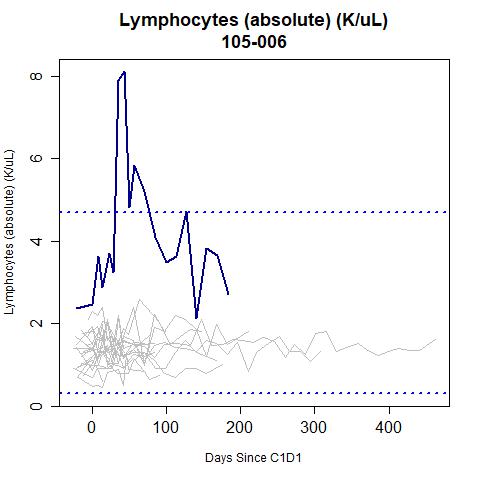 Lymphocytes (absolute) (K/uL)
105-006
Lymphocytes (absolute) (K/uL)
8
6
4
2
0
0 100 200 300 400
Days Since C1D1